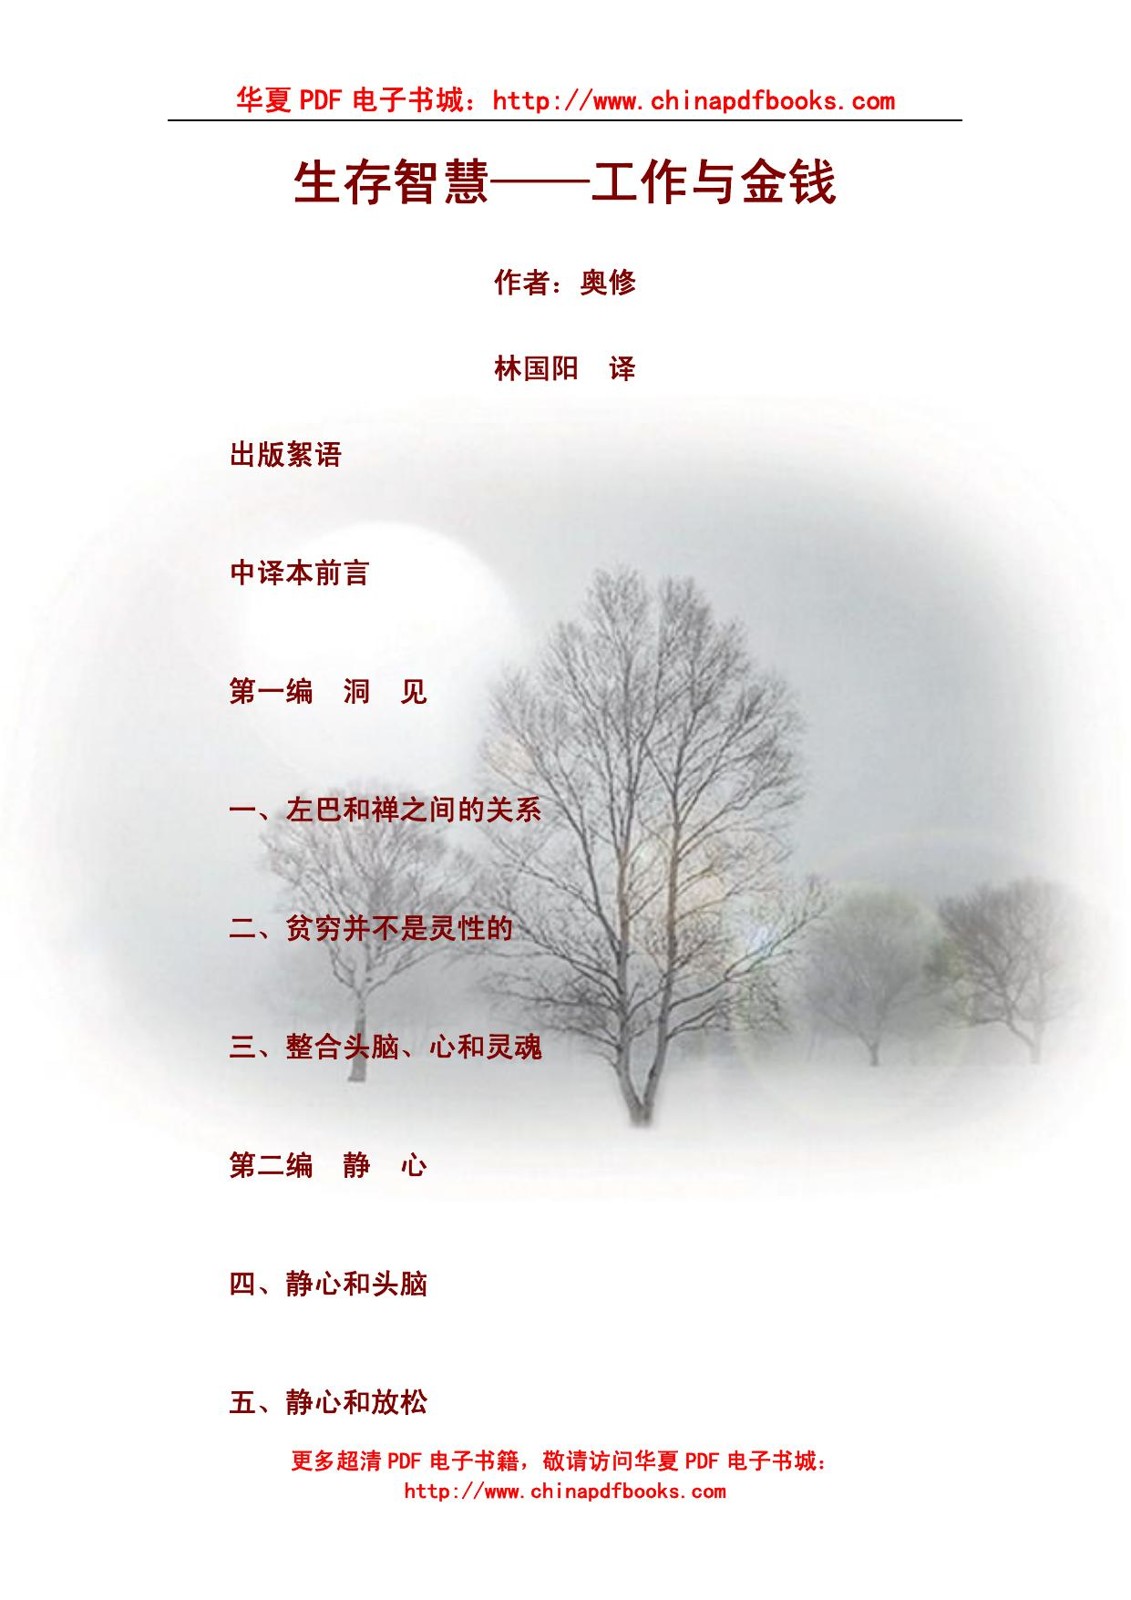 华夏 PDF 电子书城：http://www.chinapdfbooks.com
生存智慧——工作与金钱
作者：奥修
林国阳　译
出版絮语
中译本前言
第一编　洞　见
一、左巴和禅之间的关系
二、贫穷并不是灵性的
三、整合头脑、心和灵魂
第二编　静　心
四、静心和头脑
五、静心和放松
更多超清 PDF 电子书籍，敬请访问华夏 PDF 电子书城：
http://www.chinapdfbooks.com